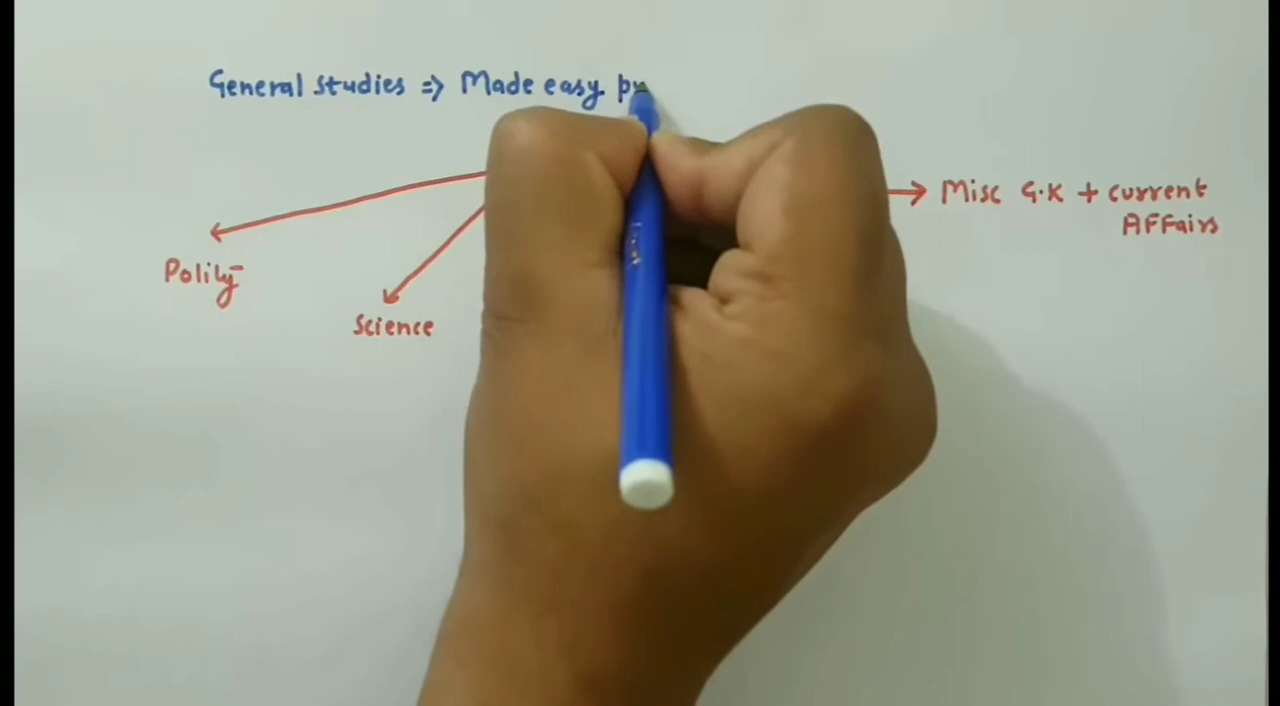 General studies => Made easy
Misc G.K + current
AFFairs
Polity
Science